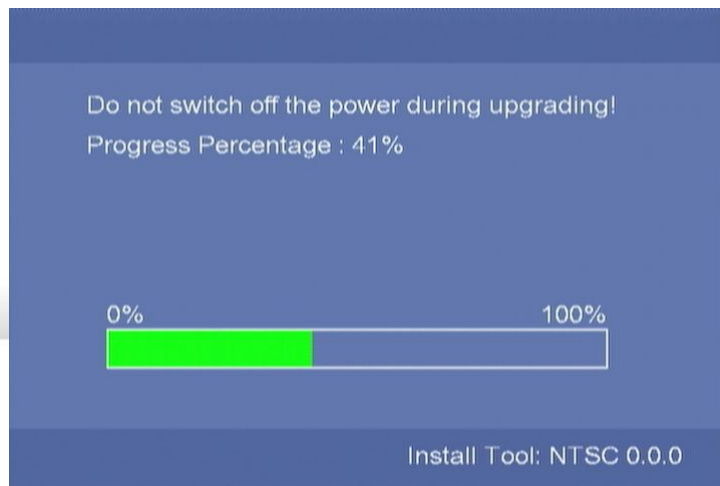 Do not switch off the power during upgrading!
Progress Percentage : 41%
0% 100%
Install Tool: NTSC 0.0.0